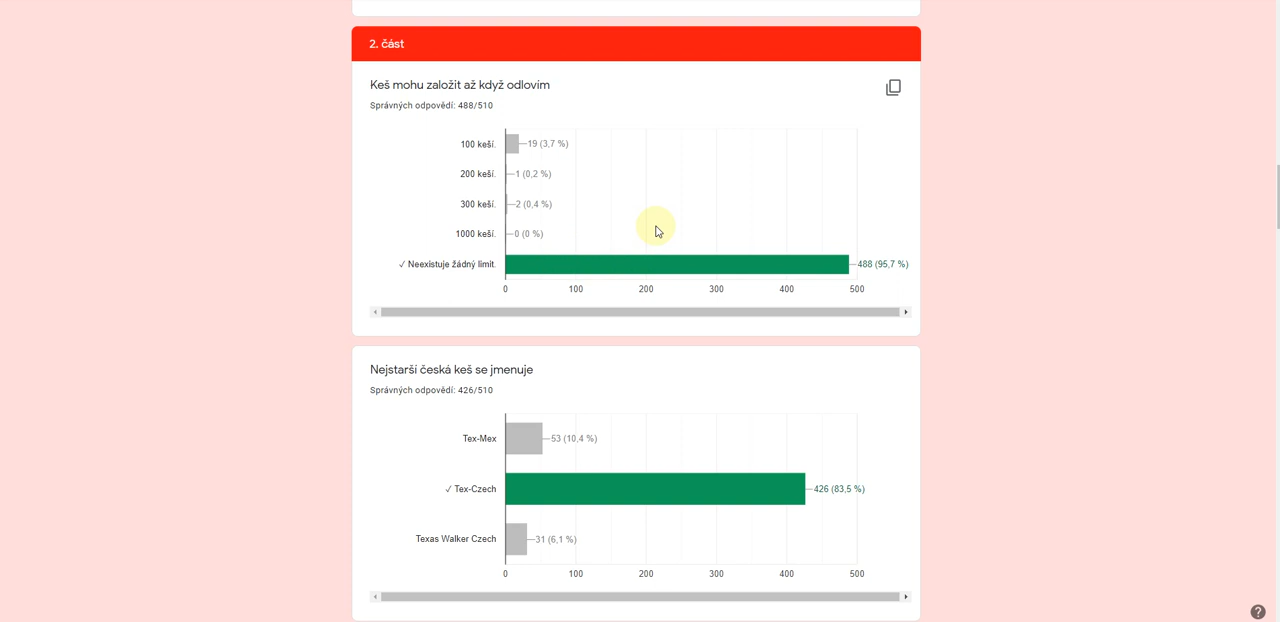 2. část
Keš mohu založit až když odlovím
Správných odpovědí: 488/510
100 keší.
19 (3,7 %)
200 keší.
1 (0,2 %)
300 keší.
2 (0,4 %)
1000 keší.
0 (0 %)
✓ Neexistuje žádný limit.
488 (95,7 %)
0 100 200 300 400 500
Nejstarší česká keš se jmenuje
Správných odpovědí: 426/510
Tex-Mex
53 (10,4 %)
✓ Tex-Czech
426 (83,5 %)
Texas Walker Czech
31 (6,1 %)
0 100 200 300 400 500
?